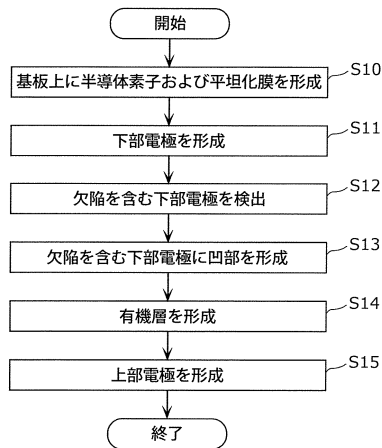 開始
基板上に半導体素子および平坦化膜を形成
S10
下部電極を形成
S11
欠陥を含む下部電極を検出
S12
欠陥を含む下部電極に凹部を形成
S13
有機層を形成
S14
上部電極を形成
S15
終了